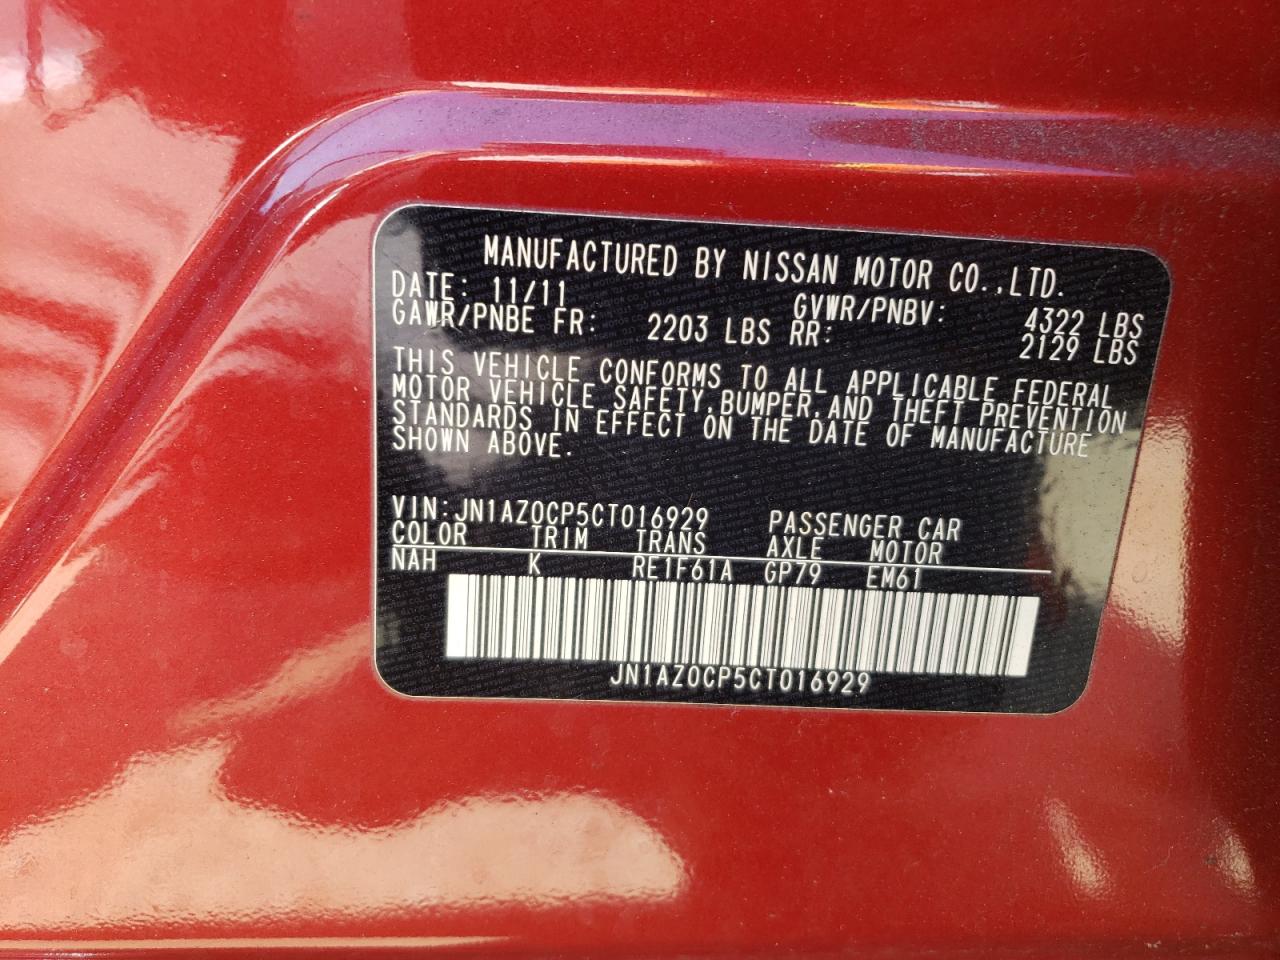 MANUFACTURED BY NISSAN MOTOR CO.,LTD.
DATE: 11/11 GVWR/PNBV: 4322 LBS
GAWR/PNBE FR: 2203 LBS RR: 2129 LBS
THIS VEHICLE CONFORMS TO ALL APPLICABLE FEDERAL
MOTOR VEHICLE SAFETY,BUMPER,AND THEFT PREVENTION
STANDARDS IN EFFECT ON THE DATE OF MANUFACTURE
SHOWN ABOVE.
VIN:JN1AZ0CP5CT016929 PASSENGER CAR
COLOR TRIM TRANS AXLE MOTOR
NAH K RE1F61A GP79 EM61
JN1AZ0CP5CT016929